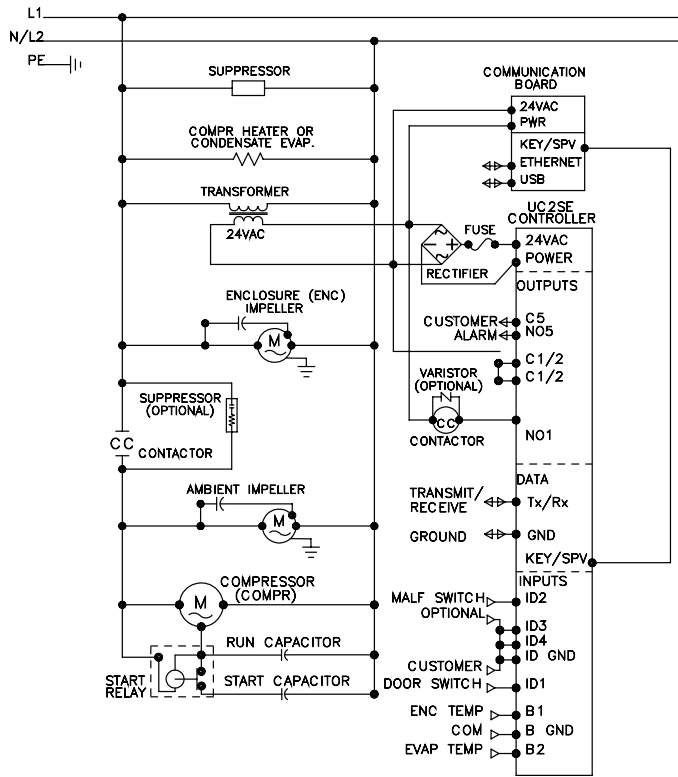 L1
N/L2
PE
SUPPRESSOR
COMMUNICATION
BOARD
24VAC
PWR
KEY/SPV
ETHERNET
USB
COMPR HEATER OR
CONDENSATE EVAP.
TRANSFORMER
24VAC
UC2SE
CONTROLLER
FUSE
24VAC
POWER
RECTIFIER
OUTPUTS
ENCLOSURE (ENC)
IMPELLER
M
CUSTOMER
ALARM
C5
NO5
C1/2
C1/2
VARISTOR
(OPTIONAL)
CC
CONTACTOR
NO1
SUPPRESSOR
(OPTIONAL)
CC
CONTACTOR
DATA
AMBIENT IMPELLER
M
TRANSMIT/
RECEIVE
Tx/Rx
GROUND
GND
KEY/SPV
INPUTS
COMPRESSOR
(COMPR)
M
MALF SWITCH
ID2
OPTIONAL
ID3
ID4
ID GND
CUSTOMER
RUN CAPACITOR
START
RELAY
START CAPACITOR
DOOR SWITCH
ID1
ENC TEMP
B1
COM
B GND
EVAP TEMP
B2